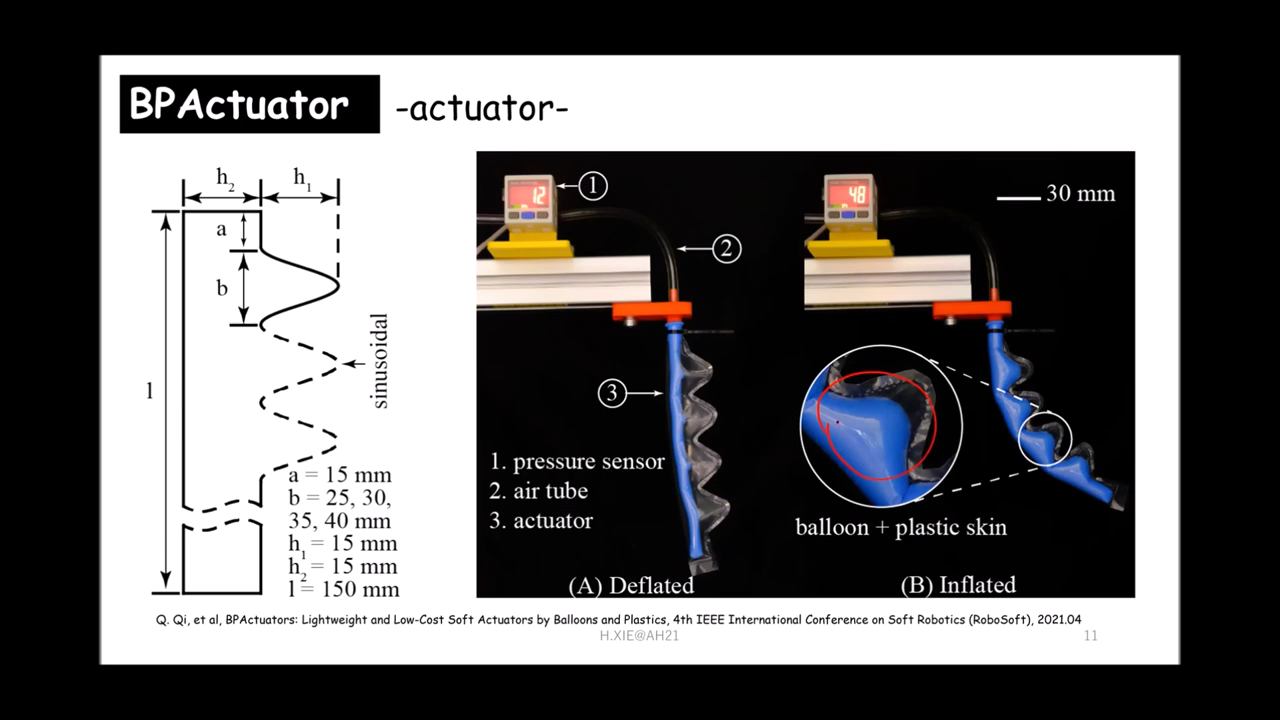 BPActuator -actuator-
h2 h1
a
b
l
sinusoidal
a = 15 mm
b = 25, 30,
35, 40 mm
h1 = 15 mm
h2 = 15 mm
l = 150 mm
12
1
2
3
1. pressure sensor
2. air tube
3. actuator
(A) Deflated
48
30 mm
balloon + plastic skin
(B) Inflated
Q. Qi, et al, BPActuators: Lightweight and Low-Cost Soft Actuators by Balloons and Plastics, 4th IEEE International Conference on Soft Robotics (RoboSoft), 2021.04
H.XIE@AH21
11